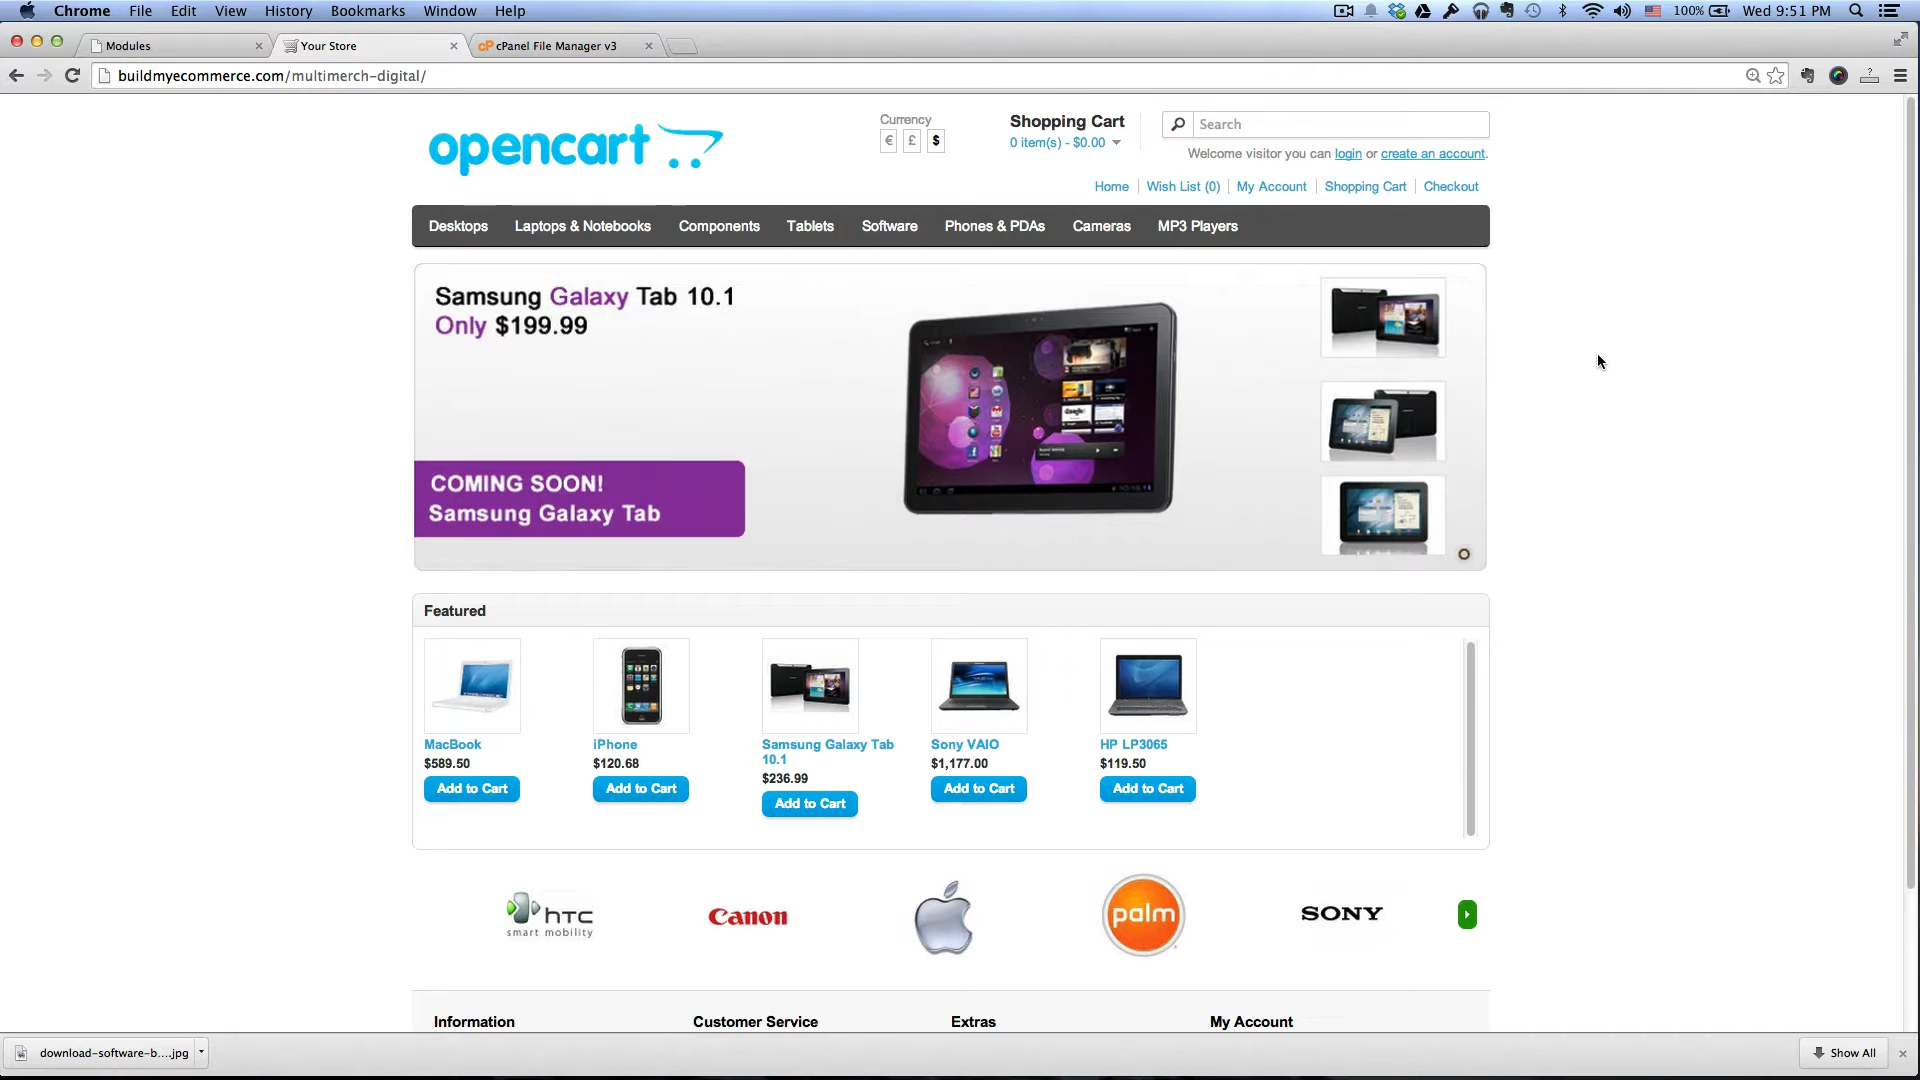 Chrome File Edit View History Bookmarks Window Help
100% Wed 9:51 PM
Modules
Your Store
cPanel File Manager v3
buildmyecommerce.com/multimerch-digital/
opencart
Currency
€ £ $
Shopping Cart
0 item(s) - $0.00
Search
Welcome visitor you can login or create an account.
Home Wish List (0) My Account Shopping Cart Checkout
Desktops Laptops & Notebooks Components Tablets Software Phones & PDAs Cameras MP3 Players
Samsung Galaxy Tab 10.1
Only $199.99
COMING SOON!
Samsung Galaxy Tab
Featured
MacBook
$589.50
Add to Cart
iPhone
$120.68
Add to Cart
Samsung Galaxy Tab
10.1
$236.99
Add to Cart
Sony VAIO
$1,177.00
Add to Cart
HP LP3065
$119.50
Add to Cart
hTC
smart mobility
Canon
palm
SONY
Information Customer Service Extras My Account
download-software-b....jpg
Show All